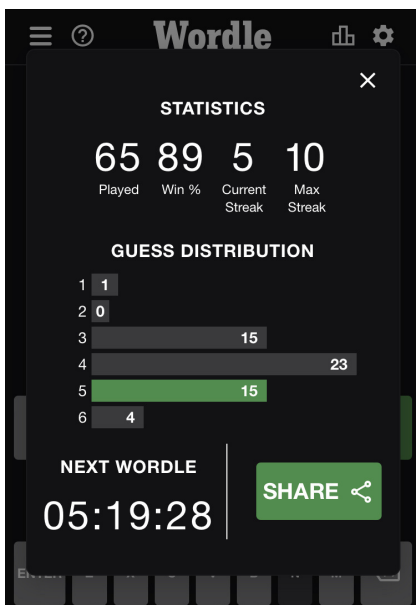 Wordle
STATISTICS
65 89 5 10
Played Win % Current Streak Max Streak
GUESS DISTRIBUTION
1 1
2 0
3 15
4 23
5 15
6 4
NEXT WORDLE
05:19:28
SHARE
ENTER